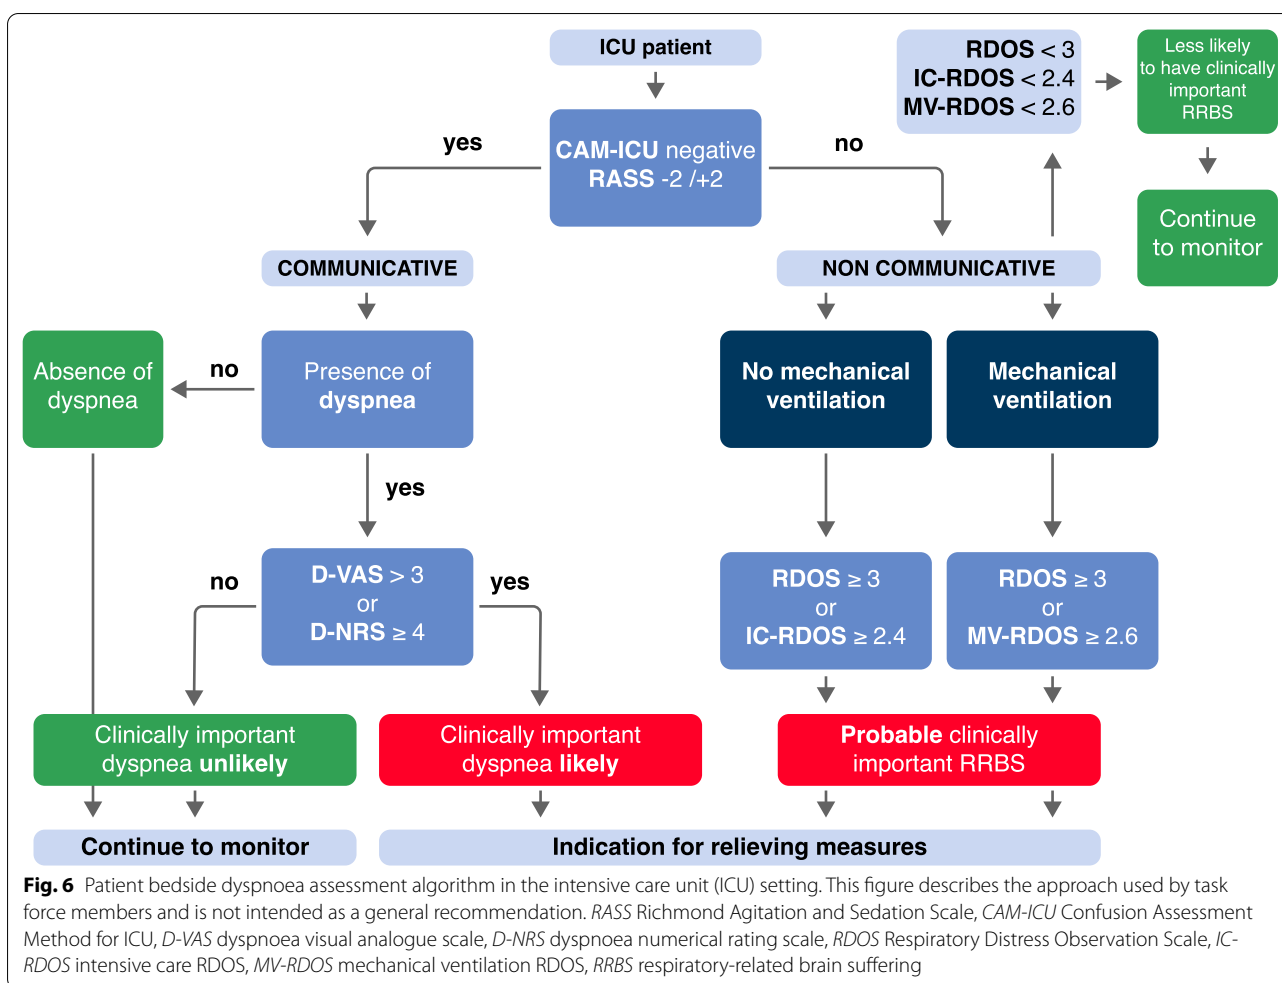 ICU patient
RDOS < 3
IC-RDOS < 2.4
MV-RDOS < 2.6
Less likely
to have clinically
important
RRBS
yes
CAM-ICU negative
RASS -2 /+2
no
Continue
to monitor
COMMUNICATIVE
NON COMMUNICATIVE
Absence of
dyspnea
no
Presence of
dyspnea
No mechanical
ventilation
Mechanical
ventilation
yes
no
D-VAS > 3
or
D-NRS ≥ 4
yes
RDOS ≥ 3
or
IC-RDOS ≥ 2.4
RDOS ≥ 3
or
MV-RDOS ≥ 2.6
Clinically important
dyspnea unlikely
Clinically important
dyspnea likely
Probable clinically
important RRBS
Continue to monitor
Indication for relieving measures
Fig. 6 Patient bedside dyspnoea assessment algorithm in the intensive care unit (ICU) setting. This figure describes the approach used by task
force members and is not intended as a general recommendation. RASS Richmond Agitation and Sedation Scale, CAM-ICU Confusion Assessment
Method for ICU, D-VAS dyspnoea visual analogue scale, D-NRS dyspnoea numerical rating scale, RDOS Respiratory Distress Observation Scale, IC-
RDOS intensive care RDOS, MV-RDOS mechanical ventilation RDOS, RRBS respiratory-related brain suffering